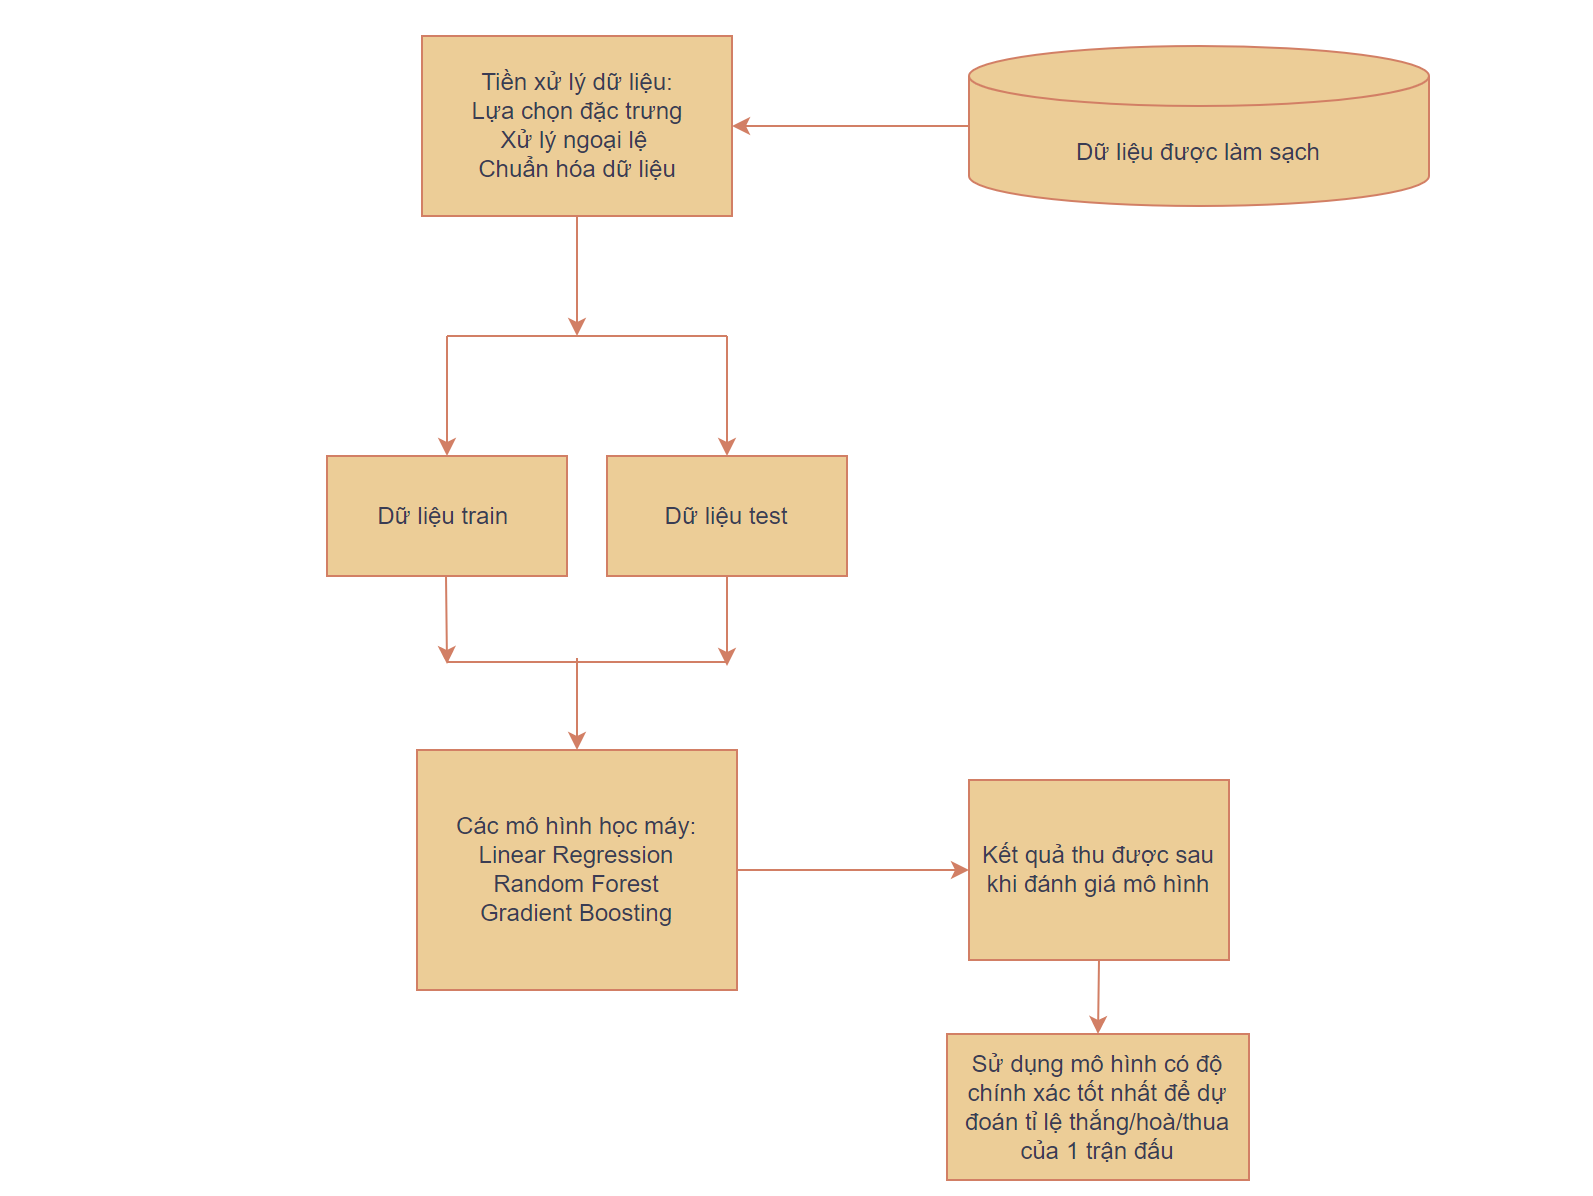 Tiền xử lý dữ liệu:
Lựa chọn đặc trưng
Xử lý ngoại lệ
Chuẩn hóa dữ liệu
Dữ liệu được làm sạch
Dữ liệu train
Dữ liệu test
Các mô hình học máy:
Linear Regression
Random Forest
Gradient Boosting
Kết quả thu được sau
khi đánh giá mô hình
Sử dụng mô hình có độ
chính xác tốt nhất để dự
đoán tỉ lệ thắng/hoà/thua
của 1 trận đấu